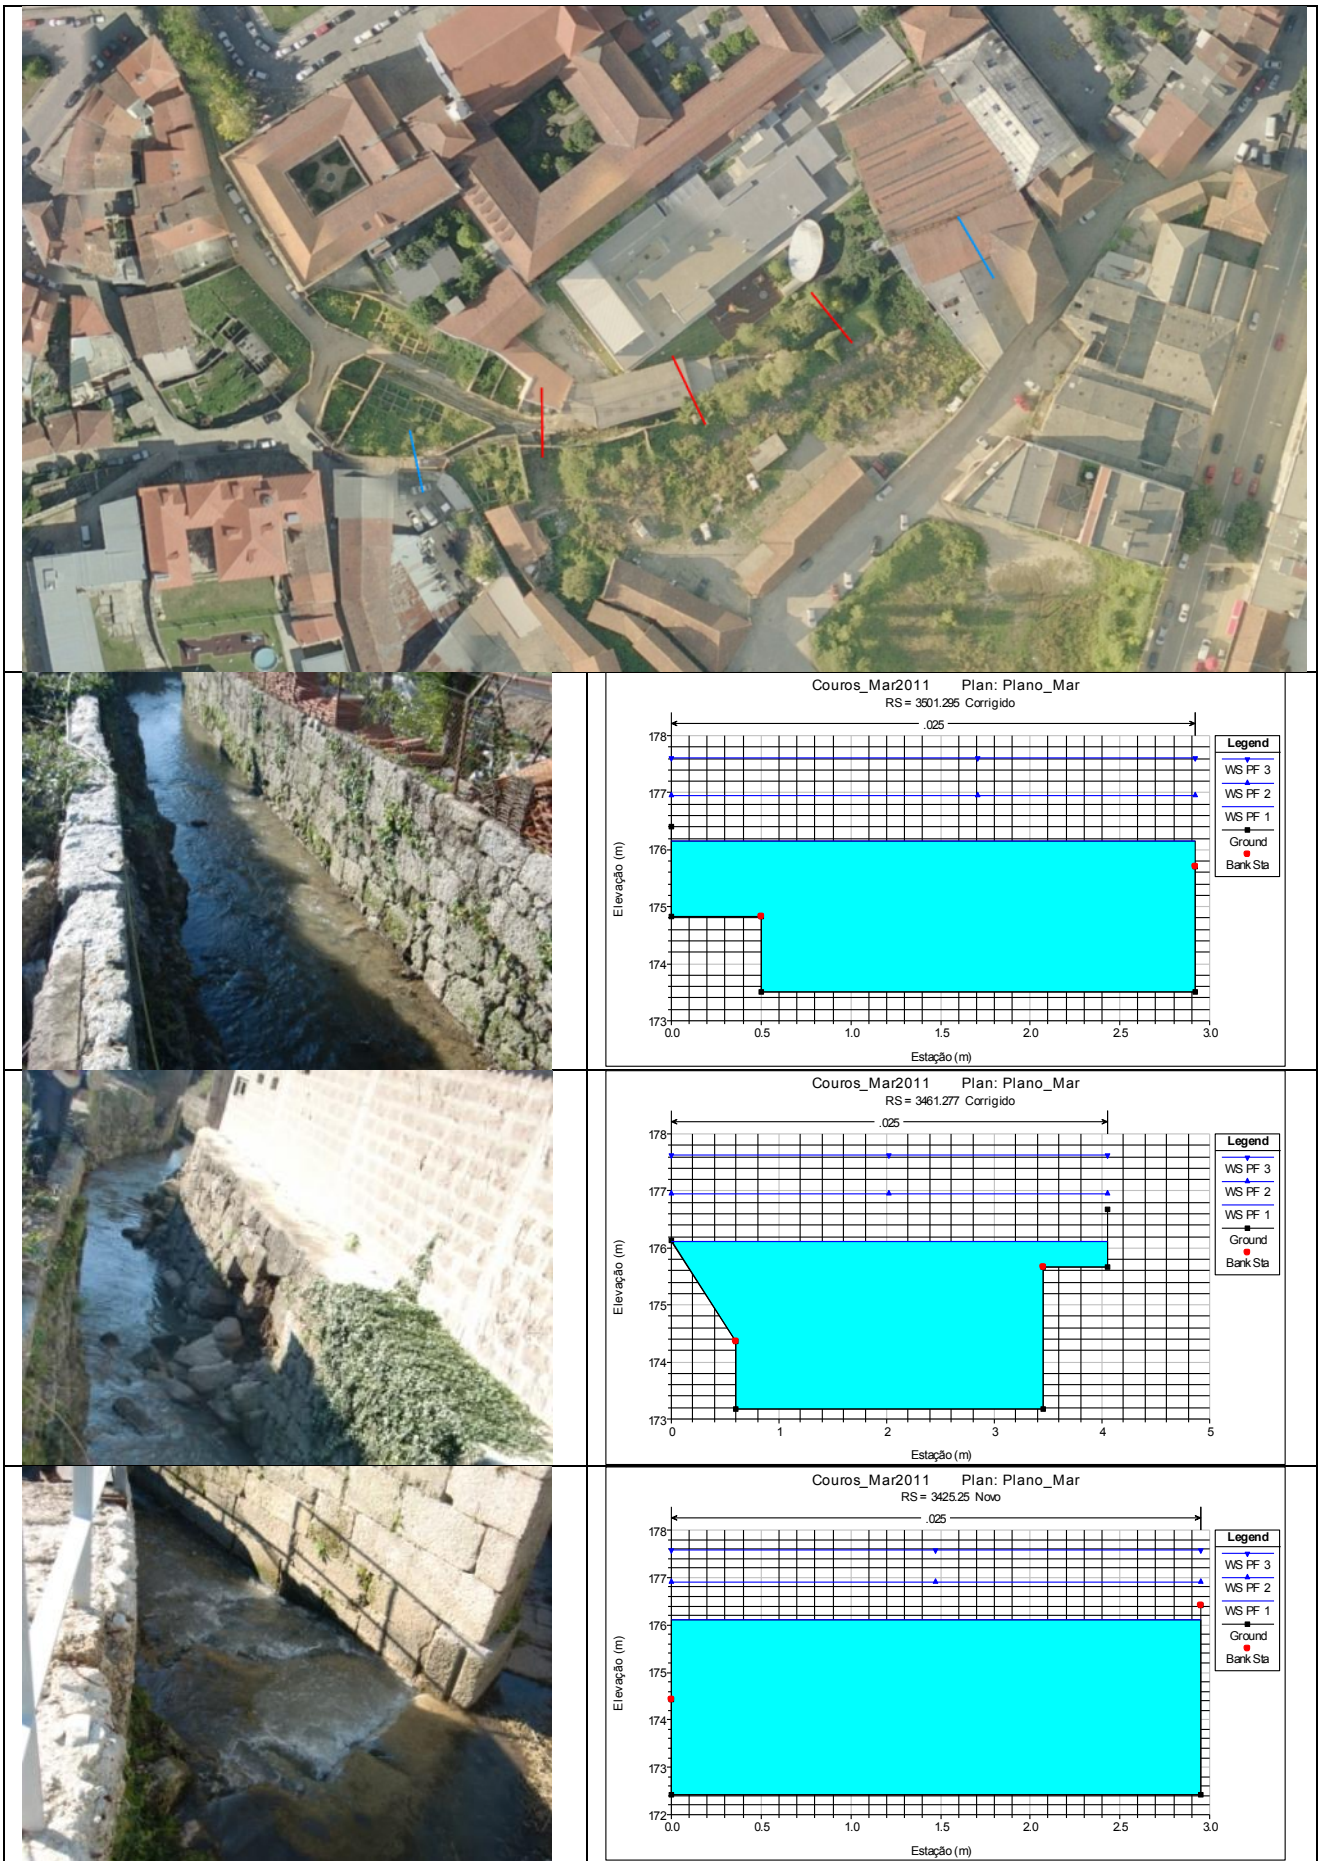 Couros_Mar2011 Plan: Plano_Mar
RS = 3501.295 Corrigido
.025
Legend
WS PF 3
WS PF 2
WS PF 1
Ground
Bank Sta
Elevação (m)
178
177
176
175
174
173
0.0 0.5 1.0 1.5 2.0 2.5 3.0
Estação (m)
Couros_Mar2011 Plan: Plano_Mar
RS = 3461.277 Corrigido
.025
Legend
WS PF 3
WS PF 2
WS PF 1
Ground
Bank Sta
Elevação (m)
178
177
176
175
174
173
0 1 2 3 4 5
Estação (m)
Couros_Mar2011 Plan: Plano_Mar
RS = 3425.25 Novo
.025
Legend
WS PF 3
WS PF 2
WS PF 1
Ground
Bank Sta
Elevação (m)
178
177
176
175
174
173
172
0.0 0.5 1.0 1.5 2.0 2.5 3.0
Estação (m)